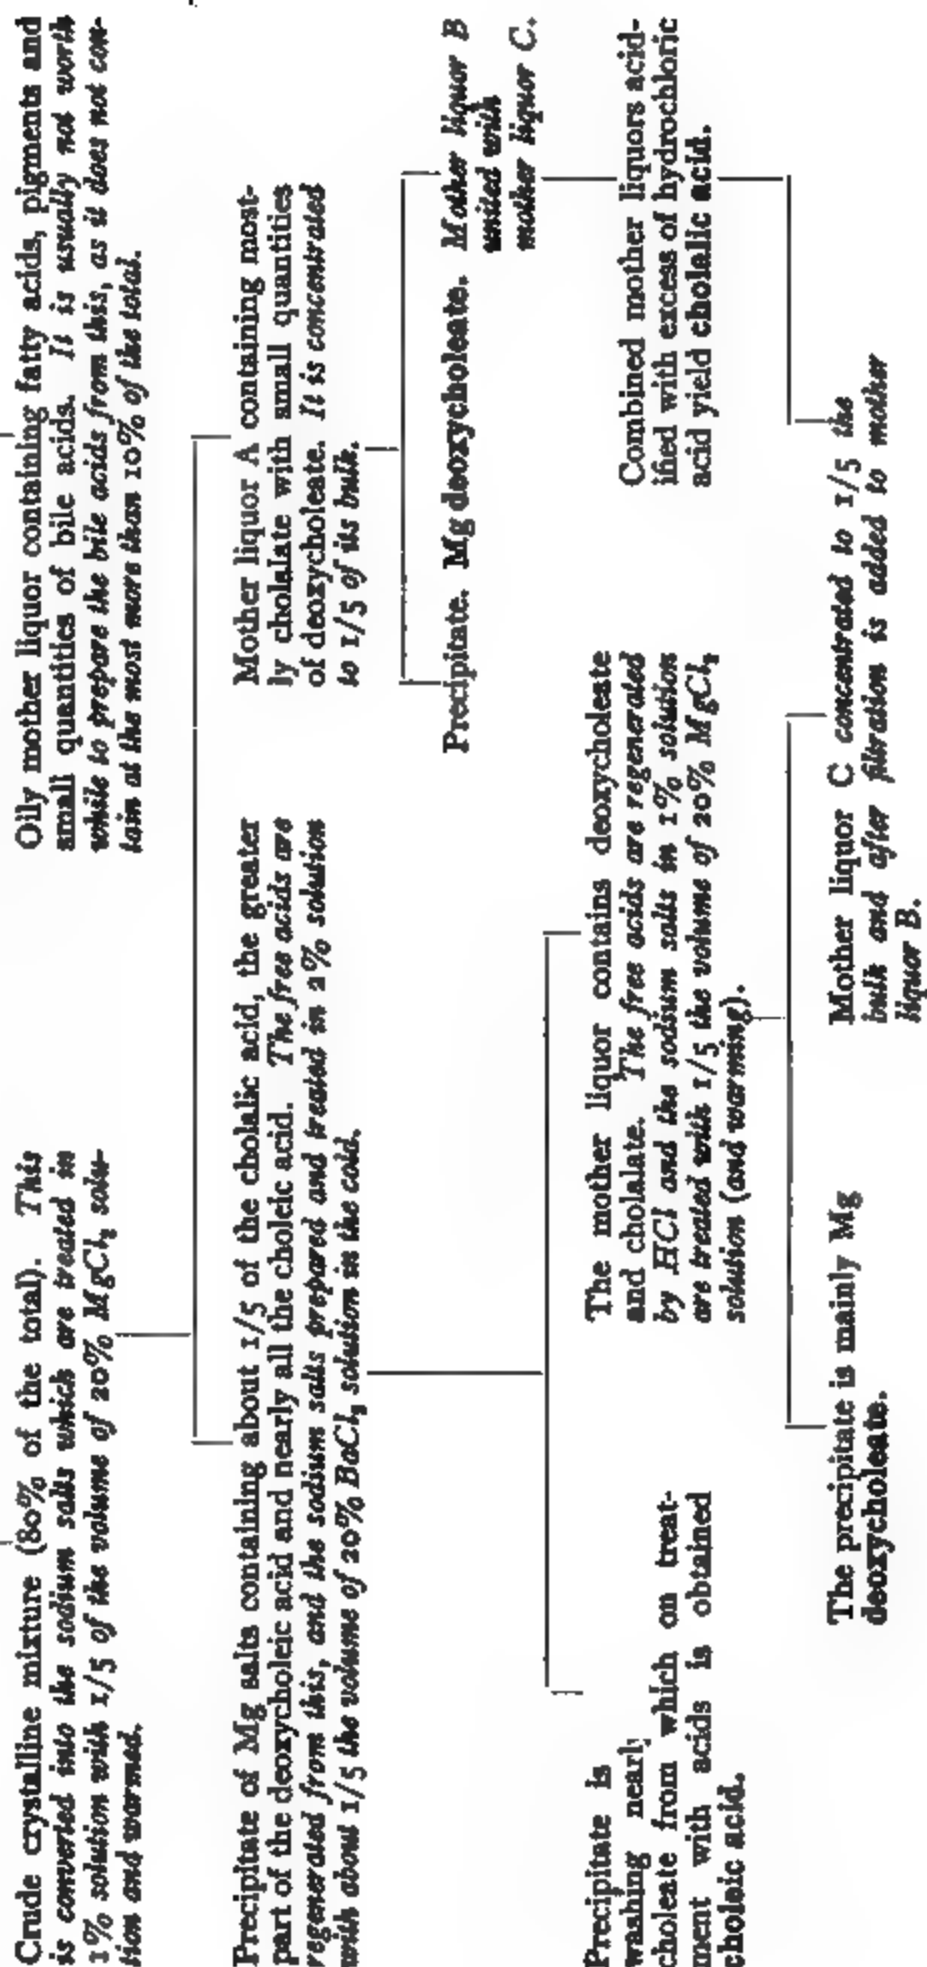 Crude crystalline mixture (80% of the total). This
is converted into the sodium salts which are treated in
1% solution with 1/5 of the volume of 20% MgCl₂ solu-
tion and warmed.
Oily mother liquor containing fatty acids, pigments and
small quantities of bile acids. It is usually not worth
while to prepare the bile acids from this, as it does not con-
tain at the most more than 10% of the total.
Precipitate of Mg salts containing about 1/5 of the cholalic acid, the greater
part of the deoxycholeic acid and nearly all the choleic acid. The free acids are
regenerated from this, and the sodium salts prepared and treated in 2% solution
with about 1/5 the volume of 20% BaCl₂ solution in the cold.
Mother liquor A containing most-
ly cholalate with small quantities
of deoxycholeate. It is concentrated
to 1/5 of its bulk.
Precipitate. Mg deoxycholeate.
Mother liquor B
united with
mother liquor C.
Precipitate is
washing nearly
choleate from which on treat-
ment with acids is obtained
choleic acid.
The mother liquor contains deoxycholeate
and cholalate. The free acids are regenerated
by HCl and the sodium salts in 1% solution
are treated with 1/5 the volume of 20% MgCl₂
solution (and warming).
Combined mother liquors acid-
ified with excess of hydrochloric
acid yield cholalic acid.
The precipitate is mainly Mg
deoxycholeate.
Mother liquor C concentrated to 1/5 the
bulk and after filtration is added to mother
liquor B.